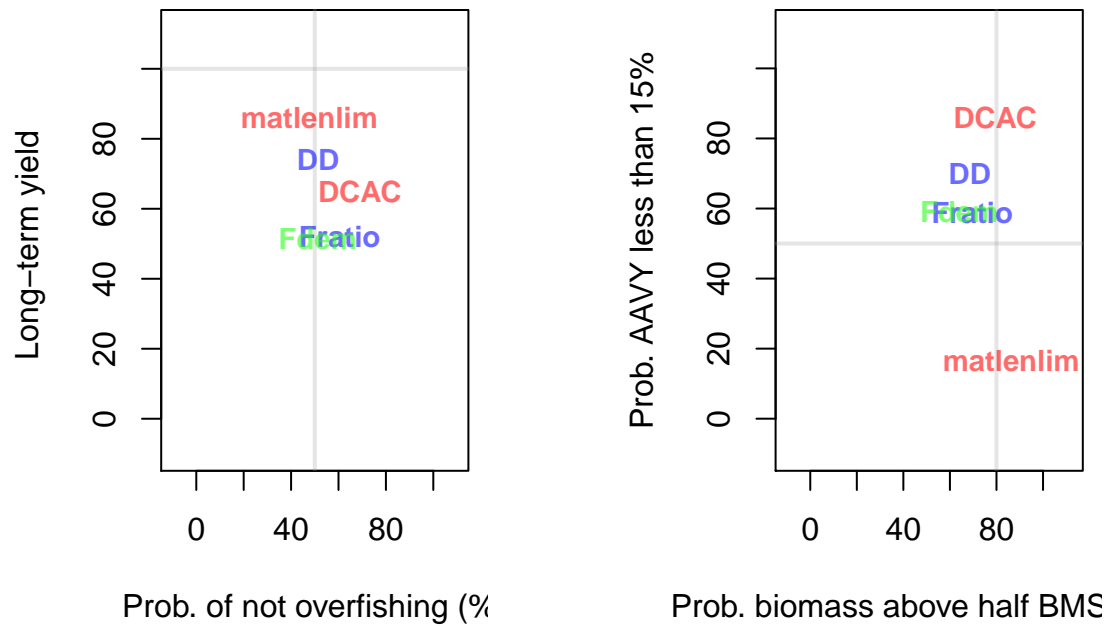 Long−term yield
80
60
40
20
0
matlenlim
DD
DCAC
Fdem
Fratio
0 40 80
Prob. of not overfishing (%
Prob. AAVY less than 15%
80
60
40
20
0
DCAC
DD
Fdem
Fratio
matlenlim
0 40 80
Prob. biomass above half BMS